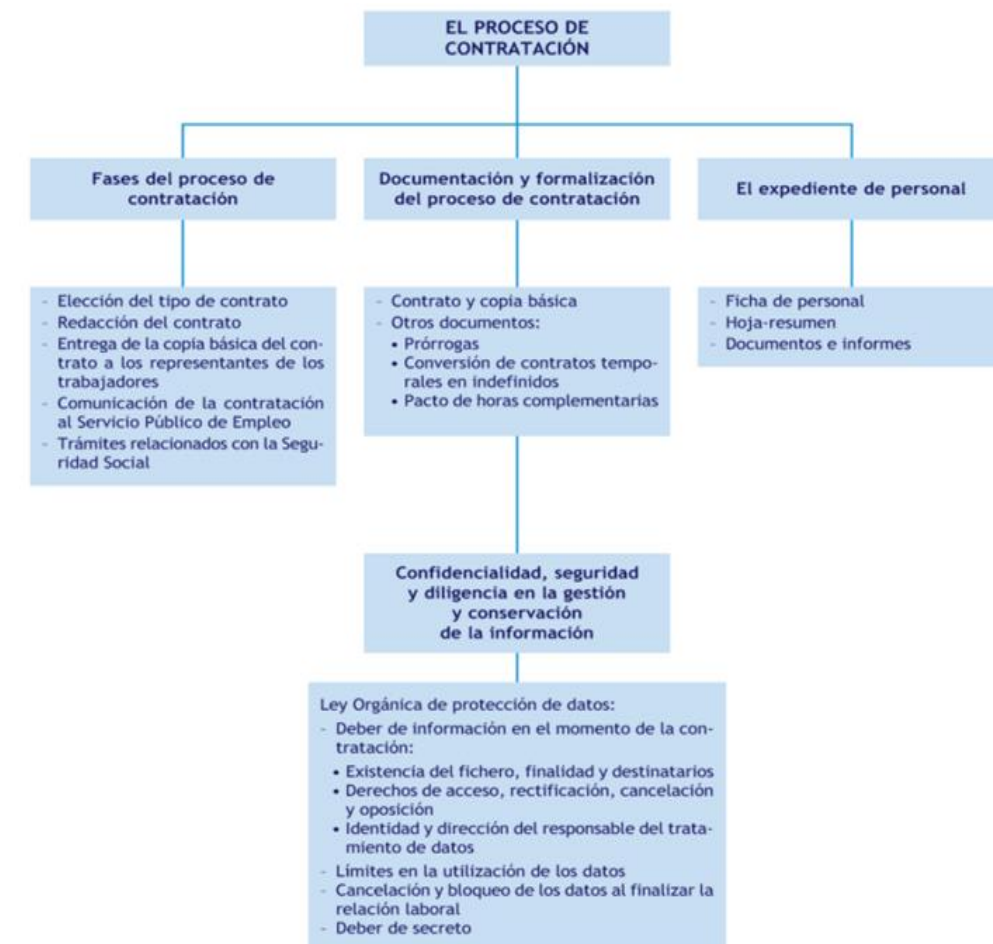 EL PROCESO DE
CONTRATACIÓN
Fases del proceso de
contratación
Documentación y formalización
del proceso de contratación
El expediente de personal
- Elección del tipo de contrato
- Redacción del contrato
- Entrega de la copia básica del con-
trato a los representantes de los
trabajadores
- Comunicación de la contratación
al Servicio Público de Empleo
- Trámites relacionados con la Segu-
ridad Social
- Contrato y copia básica
- Otros documentos:
• Prórrogas
• Conversión de contratos tempo-
rales en indefinidos
• Pacto de horas complementarias
- Ficha de personal
- Hoja-resumen
- Documentos e informes
Confidencialidad, seguridad
y diligencia en la gestión
y conservación
de la información
Ley Orgánica de protección de datos:
- Deber de información en el momento de la con-
tratación:
• Existencia del fichero, finalidad y destinatarios
• Derechos de acceso, rectificación, cancelación
y oposición
• Identidad y dirección del responsable del trata-
miento de datos
- Límites en la utilización de los datos
- Cancelación y bloqueo de los datos al finalizar la
relación laboral
- Deber de secreto